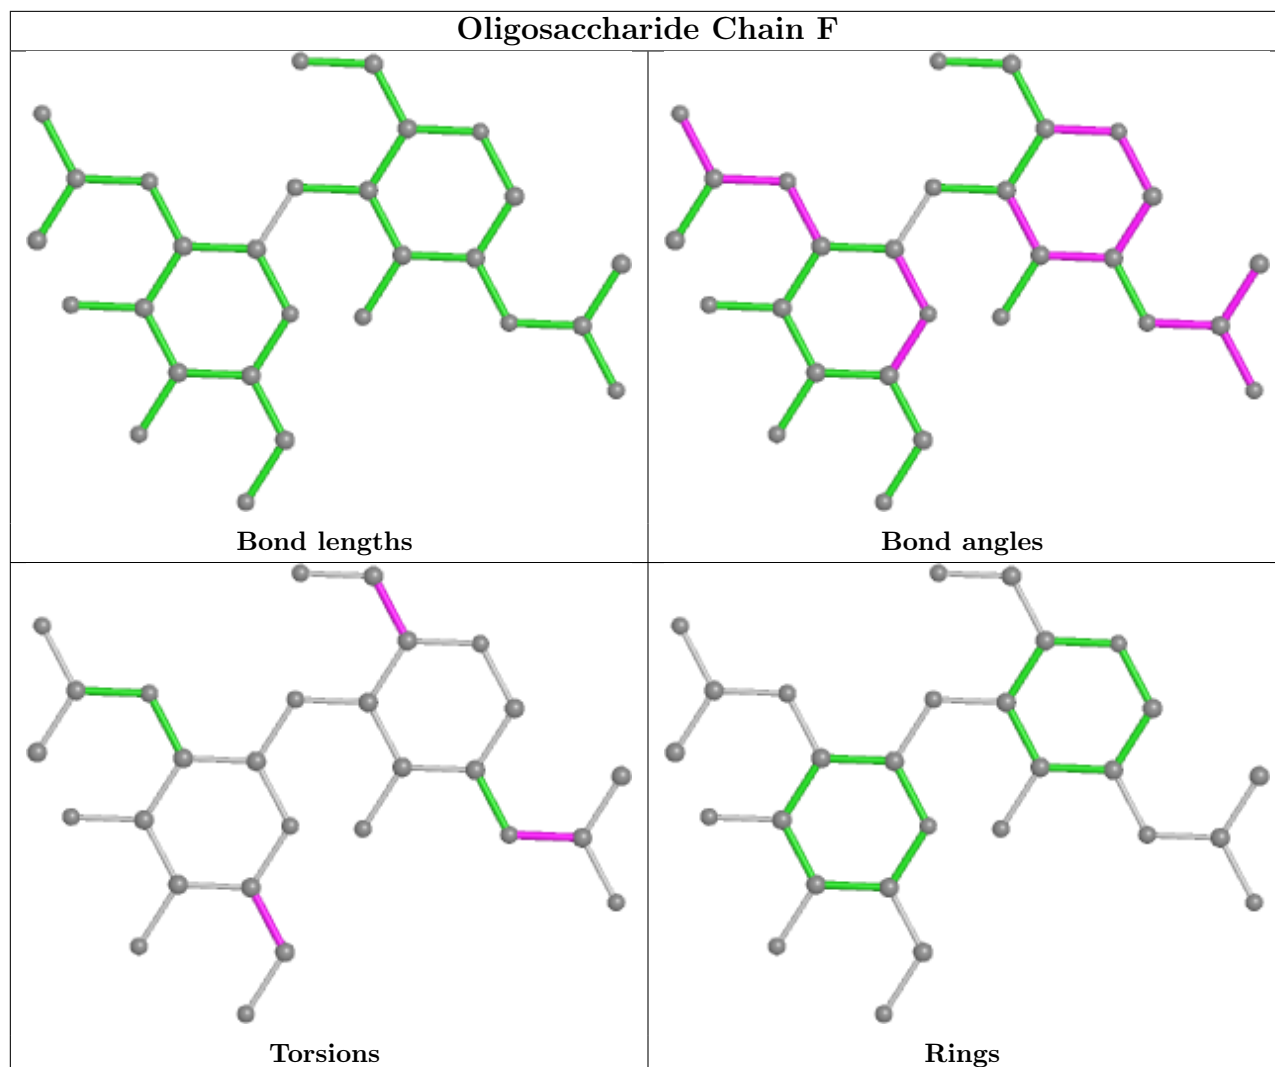 Oligosaccharide Chain F
Bond lengths
Bond angles
Torsions
Rings